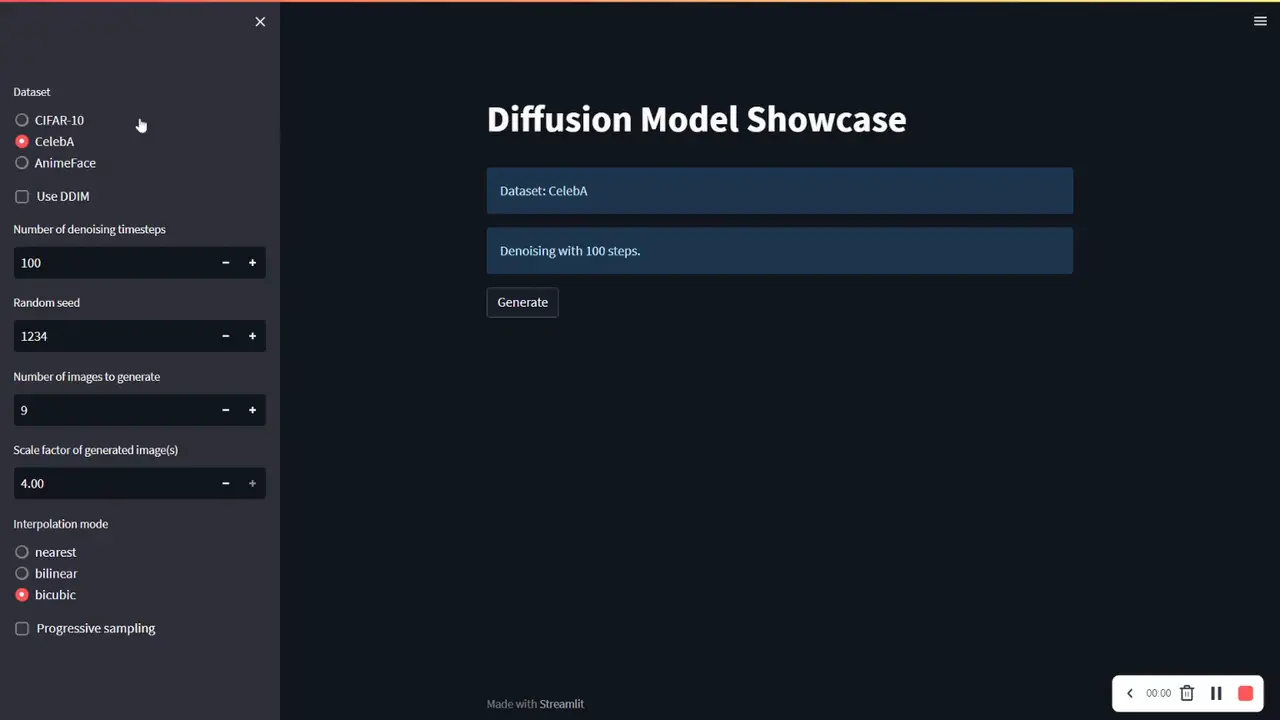 Dataset
CIFAR-10
CelebA
AnimeFace
Use DDIM
Number of denoising timesteps
100
Random seed
1234
Number of images to generate
9
Scale factor of generated image(s)
4.00
Interpolation mode
nearest
bilinear
bicubic
Progressive sampling
Diffusion Model Showcase
Dataset: CelebA
Denoising with 100 steps.
Generate
Made with Streamlit
00:00